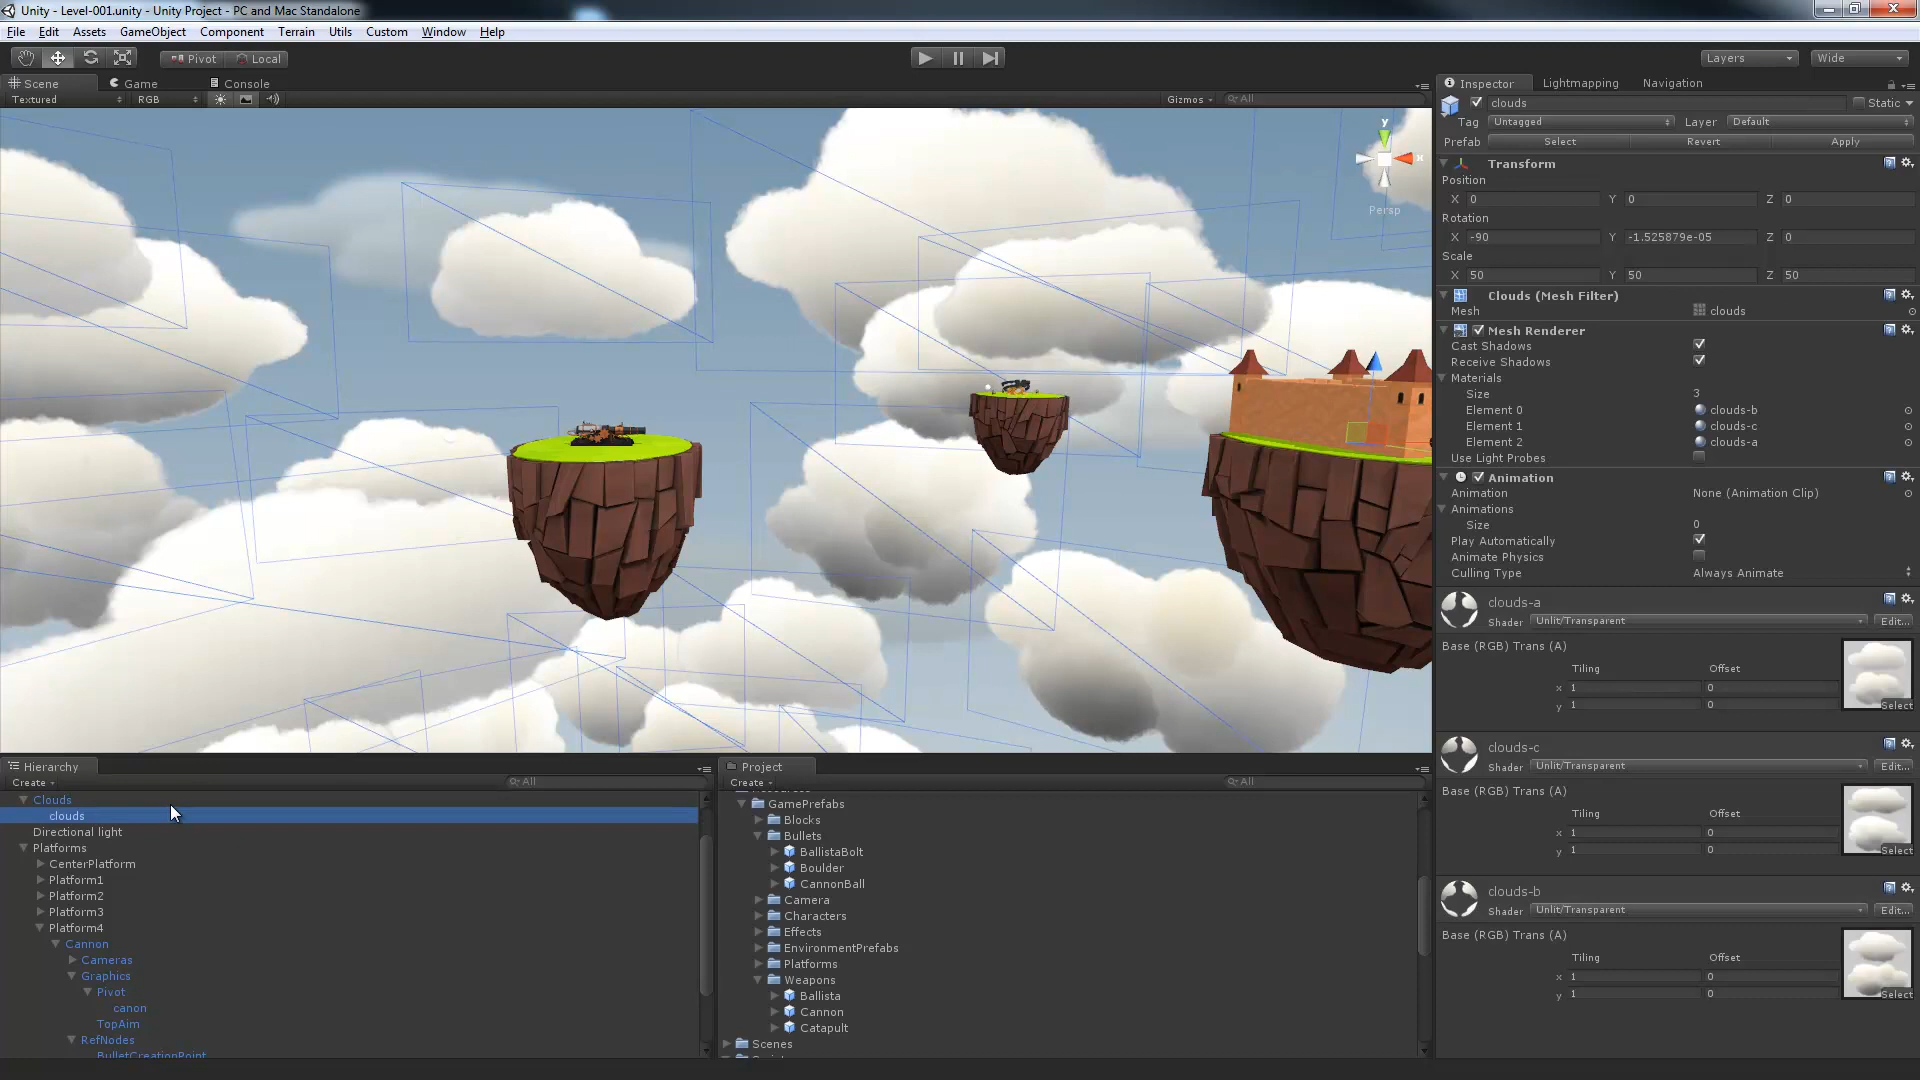 Unity - Level-001.unity - Unity Project - PC and Mac Standalone
File Edit Assets GameObject Component Terrain Utils Custom Window Help
Pivot Local Layers Wide
Scene Game Console
Textured RGB Gizmos All
y
x
Persp
Inspector Lightmapping Navigation
clouds Static
Tag Untagged Layer Default
Prefab Select Revert Apply
Transform
Position
X 0 Y 0 Z 0
Rotation
X -90 Y -1.525879e-05 Z 0
Scale
X 50 Y 50 Z 50
Clouds (Mesh Filter)
Mesh clouds
Mesh Renderer
Cast Shadows
Receive Shadows
Materials
Size 3
Element 0 clouds-b
Element 1 clouds-c
Element 2 clouds-a
Use Light Probes
Animation
Animation None (Animation Clip)
Animations
Size 0
Play Automatically
Animate Physics
Culling Type Always Animate
clouds-a
Shader Unlit/Transparent Edit...
Base (RGB) Trans (A)
Tiling Offset
x 1 0
y 1 0
Select
clouds-c
Shader Unlit/Transparent Edit...
Base (RGB) Trans (A)
Tiling Offset
x 1 0
y 1 0
Select
clouds-b
Shader Unlit/Transparent Edit...
Base (RGB) Trans (A)
Tiling Offset
x 1 0
y 1 0
Select
Hierarchy
Create All
Clouds
clouds
Directional light
Platforms
CenterPlatform
Platform1
Platform2
Platform3
Platform4
Cannon
Cameras
Graphics
Pivot
canon
TopAim
RefNodes
BulletCreationPoint
Project
Create All
GamePrefabs
Blocks
Bullets
BallistaBolt
Boulder
CannonBall
Camera
Characters
Effects
EnvironmentPrefabs
Platforms
Weapons
Ballista
Cannon
Catapult
Scenes